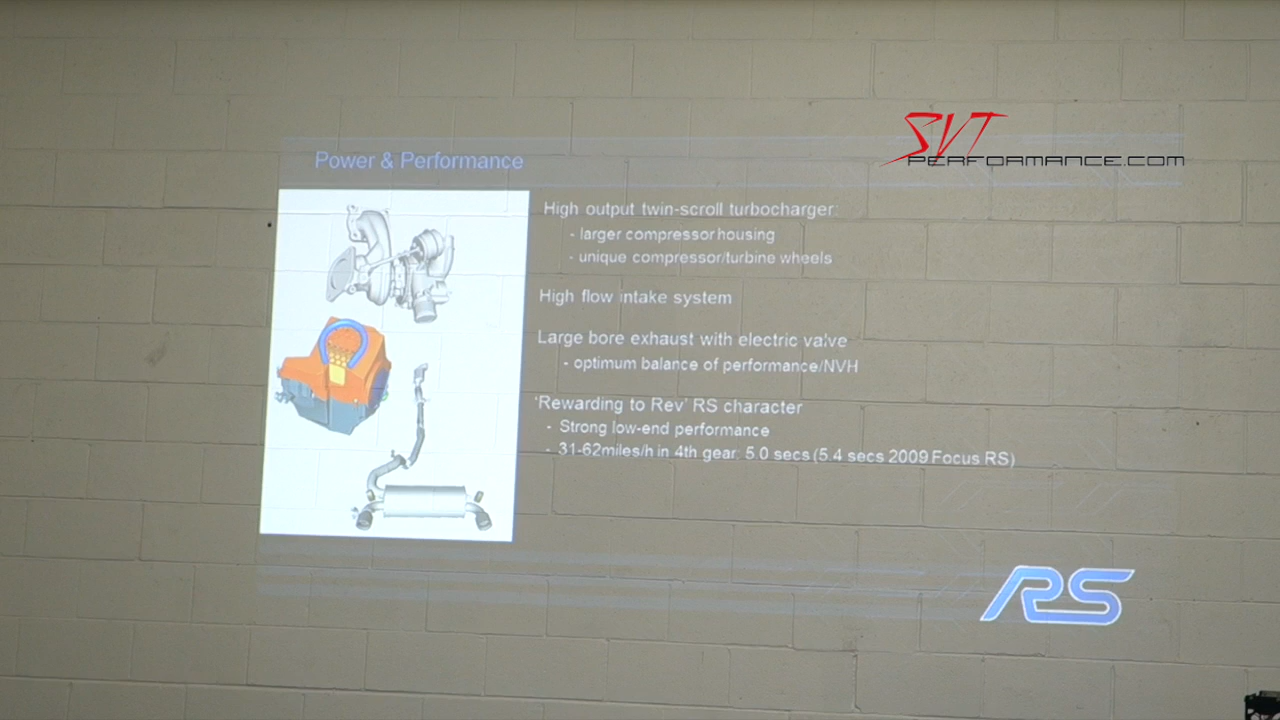 SVT
PERFORMANCE.COM
Power & Performance
High output twin-scroll turbocharger:
- larger compressor housing
- unique compressor/turbine wheels
High flow intake system
Large bore exhaust with electric valve
- optimum balance of performance/NVH
‘Rewarding to Rev’ RS character
- Strong low-end performance
- 31-62miles/h in 4th gear: 5.0 secs (5.4 secs 2009 Focus RS)
RS